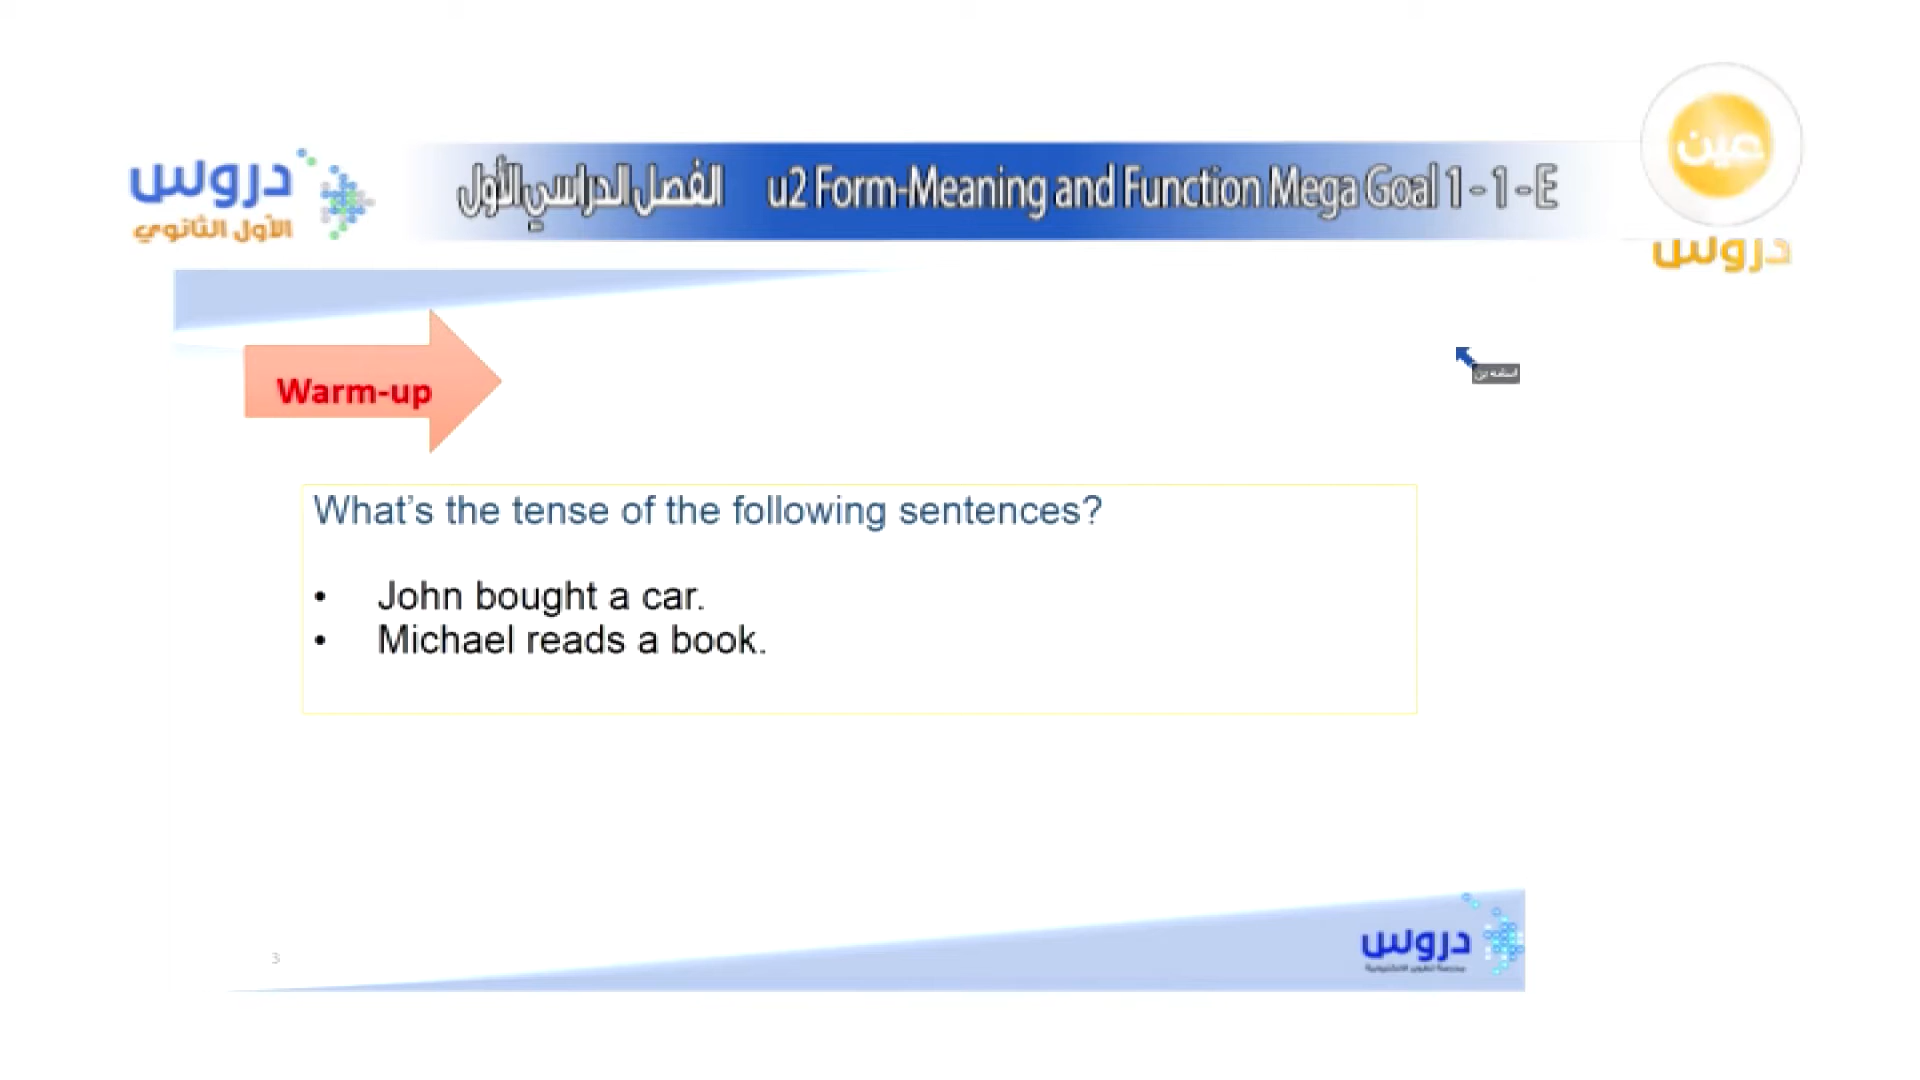 عين
دروس
دروس
الأول الثانوي
الفصل الدراسي الأول u2 Form-Meaning and Function Mega Goal 1 - 1 - E
Warm-up
What’s the tense of the following sentences?
• John bought a car.
• Michael reads a book.
3
دروس